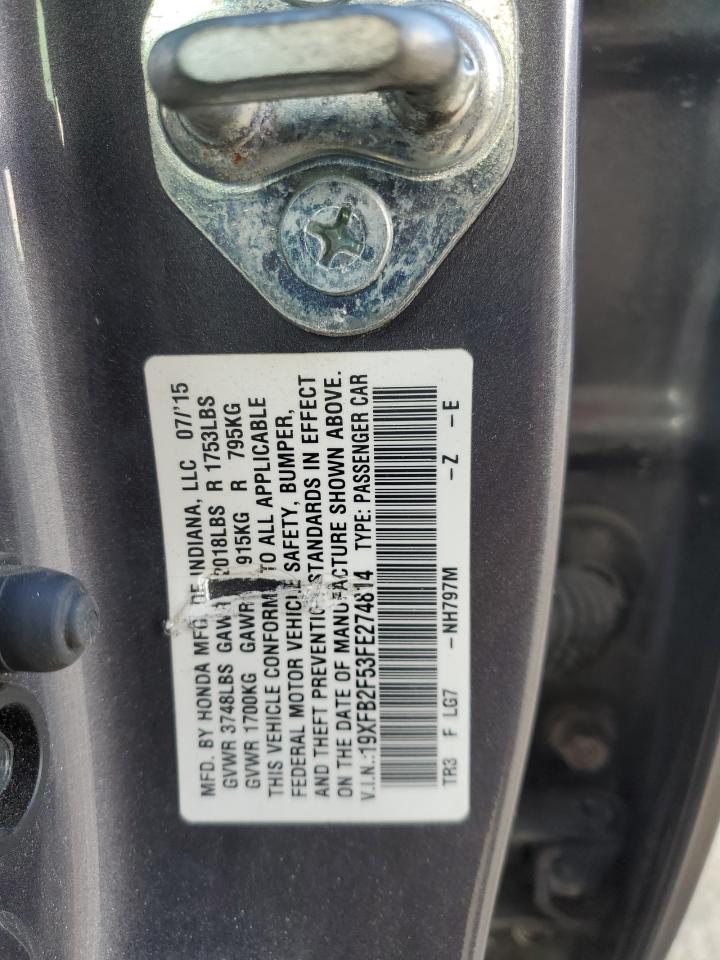 MFD. BY HONDA MFG. OF INDIANA, LLC 07/'15
GVWR 3748LBS GAWR F 2018LBS R 1753LBS
GVWR 1700KG GAWR F 915KG R 795KG
THIS VEHICLE CONFORMS TO ALL APPLICABLE
FEDERAL MOTOR VEHICLE SAFETY, BUMPER,
AND THEFT PREVENTION STANDARDS IN EFFECT
ON THE DATE OF MANUFACTURE SHOWN ABOVE.
V.I.N.:19XFB2F53FE274814 TYPE: PASSENGER CAR
TR3 F LG7 -NH797M -Z -E